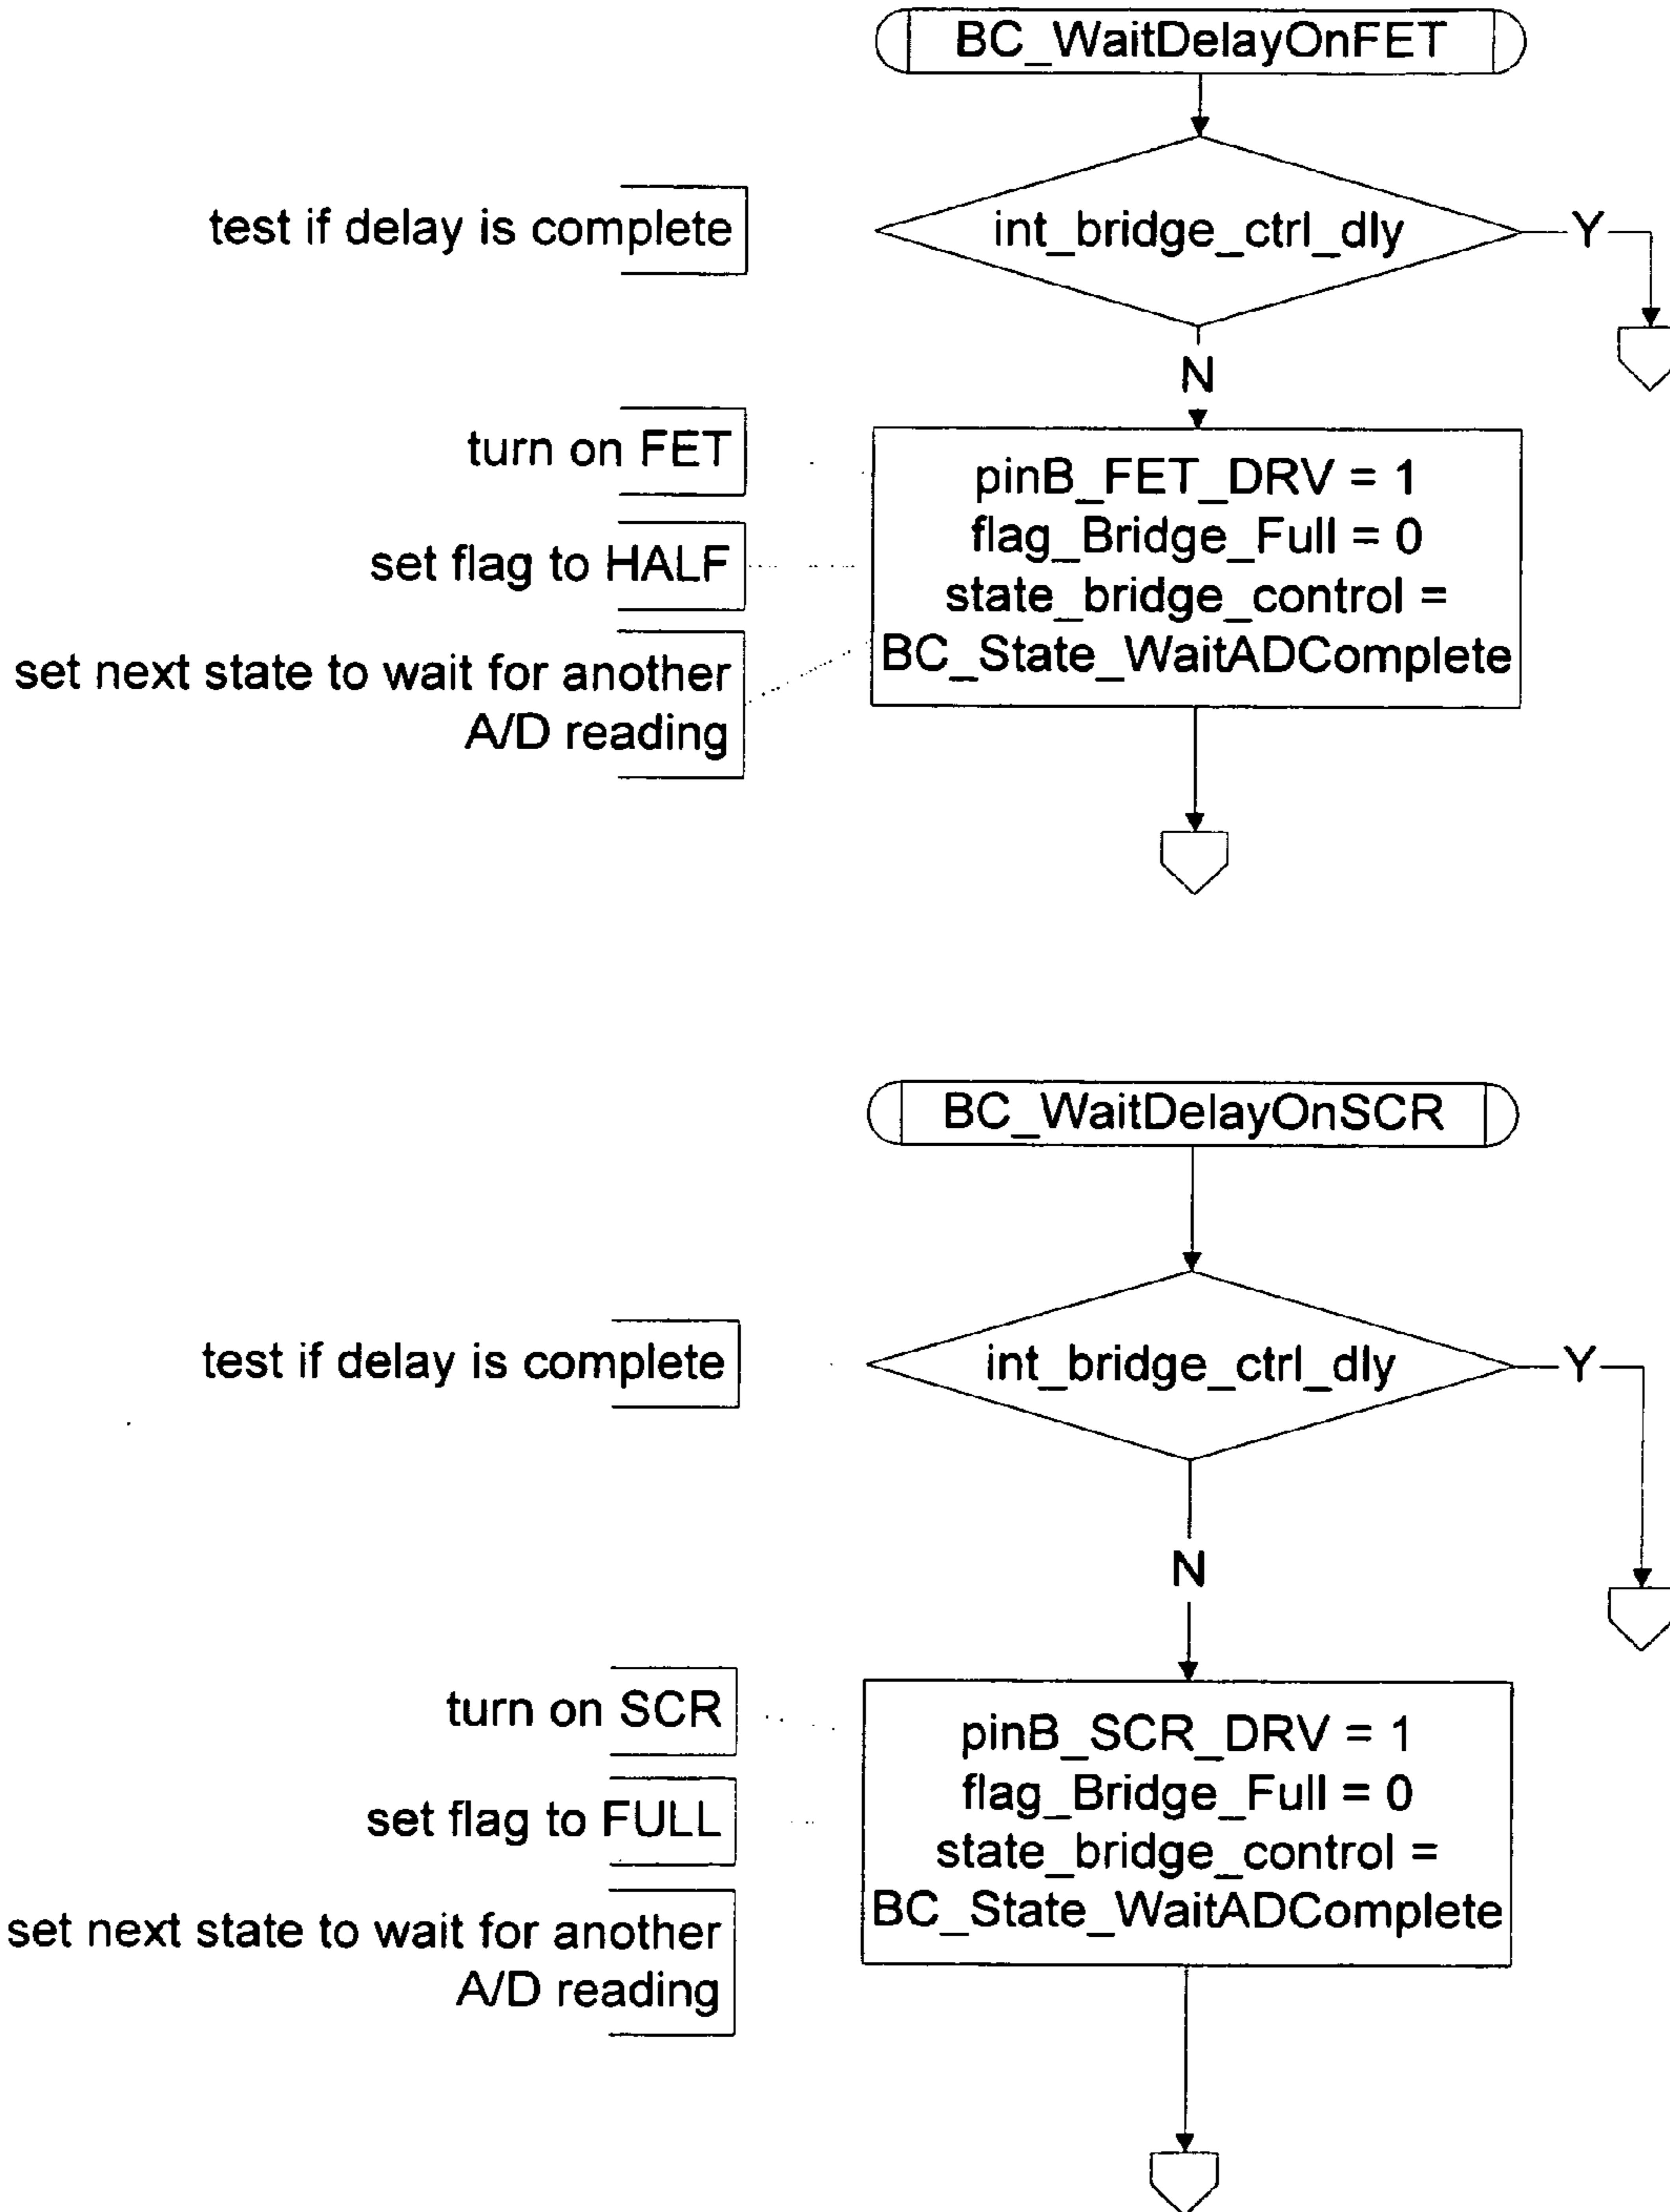 BC_WaitDelayOnFET
test if delay is complete
int_bridge_ctrl_dly
Y
N
turn on FET
set flag to HALF
set next state to wait for another
A/D reading
pinB_FET_DRV = 1
flag_Bridge_Full = 0
state_bridge_control =
BC_State_WaitADComplete
BC_WaitDelayOnSCR
test if delay is complete
int_bridge_ctrl_dly
Y
N
turn on SCR
set flag to FULL
set next state to wait for another
A/D reading
pinB_SCR_DRV = 1
flag_Bridge_Full = 0
state_bridge_control =
BC_State_WaitADComplete